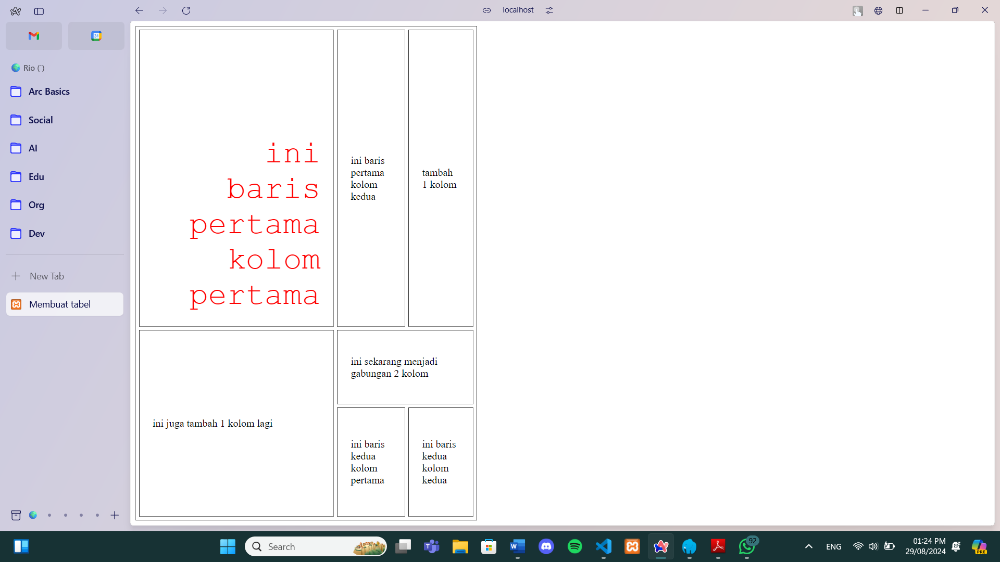 localhost
31
Rio (`)
Arc Basics
Social
AI
Edu
Org
Dev
New Tab
Membuat tabel
ini
baris
pertama
kolom
pertama
ini baris
pertama
kolom
kedua
tambah
1 kolom
ini juga tambah 1 kolom lagi
ini sekarang menjadi
gabungan 2 kolom
ini baris
kedua
kolom
pertama
ini baris
kedua
kolom
kedua
Search
92
ENG
01:24 PM
29/08/2024
PRE